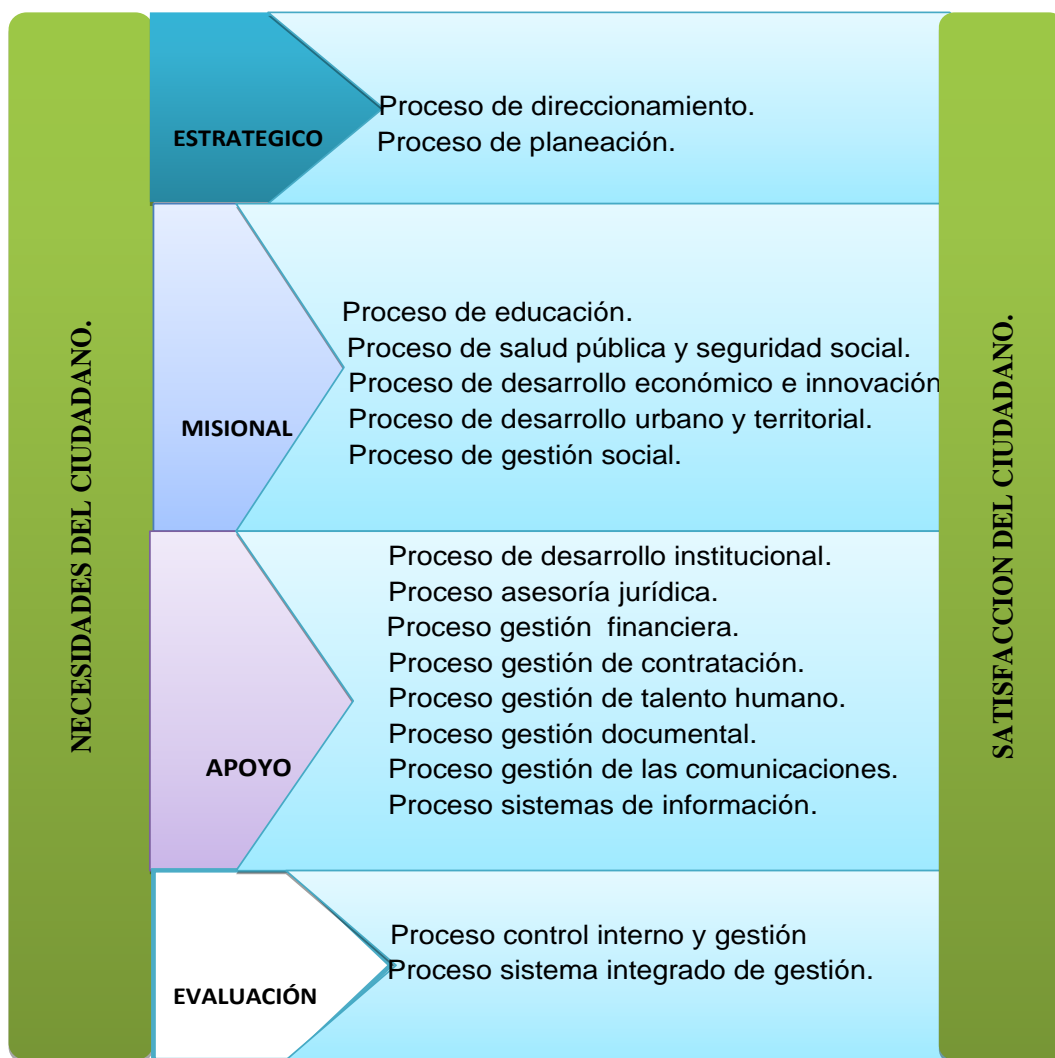 NECESIDADES DEL CIUDADANO.
ESTRATEGICO
Proceso de direccionamiento.
Proceso de planeación.
MISIONAL
Proceso de educación.
Proceso de salud pública y seguridad social.
Proceso de desarrollo económico e innovación
Proceso de desarrollo urbano y territorial.
Proceso de gestión social.
APOYO
Proceso de desarrollo institucional.
Proceso asesoría jurídica.
Proceso gestión  financiera.
Proceso gestión de contratación.
Proceso gestión de talento humano.
Proceso gestión documental.
Proceso gestión de las comunicaciones.
Proceso sistemas de información.
EVALUACIÓN
Proceso control interno y gestión
Proceso sistema integrado de gestión.
SATISFACCION DEL CIUDADANO.